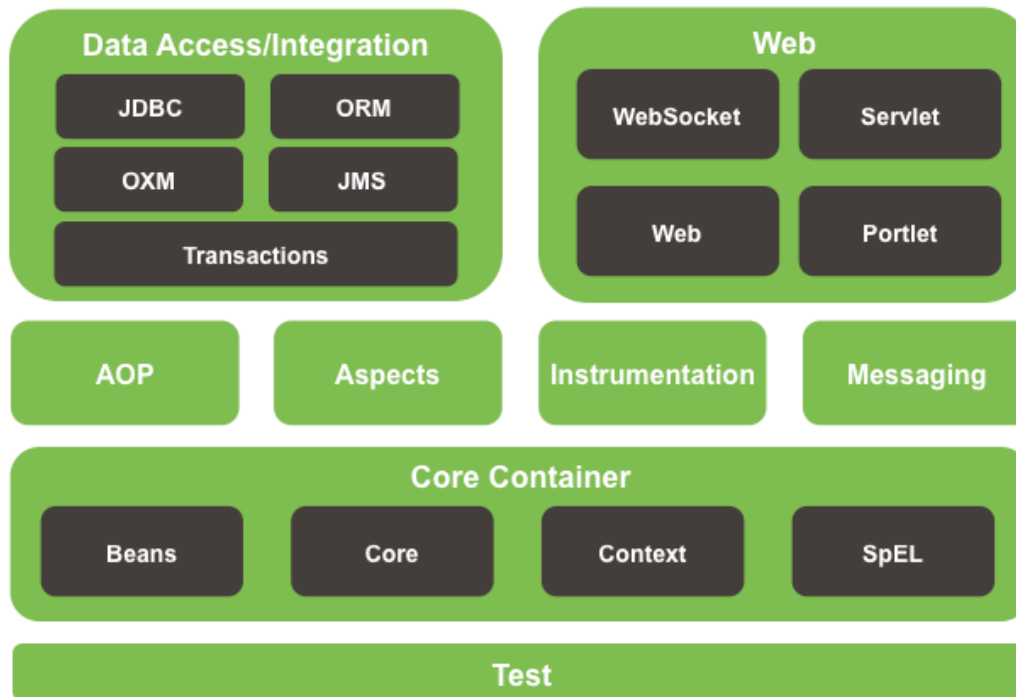 Data Access/Integration
JDBC
ORM
OXM
JMS
Transactions
Web
WebSocket
Servlet
Web
Portlet
AOP
Aspects
Instrumentation
Messaging
Core Container
Beans
Core
Context
SpEL
Test